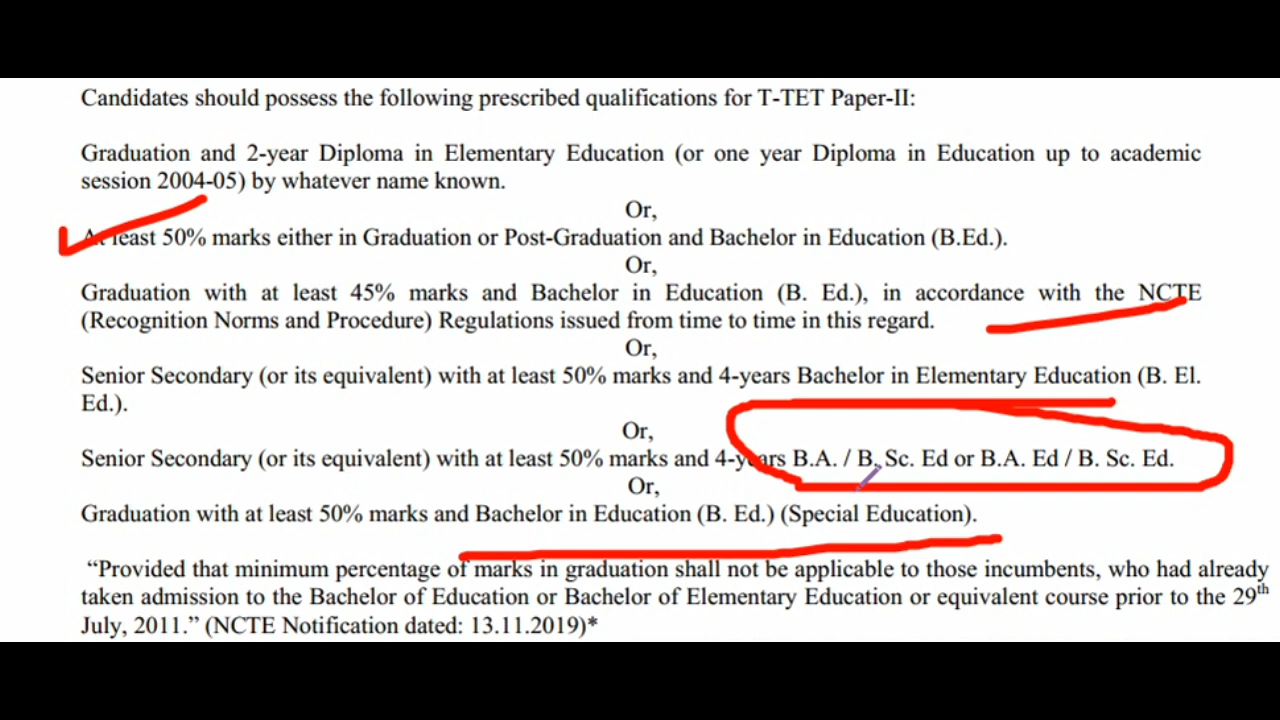 Candidates should possess the following prescribed qualifications for T-TET Paper-II:
Graduation and 2-year Diploma in Elementary Education (or one year Diploma in Education up to academic
session 2004-05) by whatever name known.
Or,
At least 50% marks either in Graduation or Post-Graduation and Bachelor in Education (B.Ed.).
Or,
Graduation with at least 45% marks and Bachelor in Education (B. Ed.), in accordance with the NCTE
(Recognition Norms and Procedure) Regulations issued from time to time in this regard.
Or,
Senior Secondary (or its equivalent) with at least 50% marks and 4-years Bachelor in Elementary Education (B. El.
Ed.).
Or,
Senior Secondary (or its equivalent) with at least 50% marks and 4-years B.A. / B. Sc. Ed or B.A. Ed / B. Sc. Ed.
Or,
Graduation with at least 50% marks and Bachelor in Education (B. Ed.) (Special Education).
“Provided that minimum percentage of marks in graduation shall not be applicable to those incumbents, who had already
taken admission to the Bachelor of Education or Bachelor of Elementary Education or equivalent course prior to the 29th
July, 2011.” (NCTE Notification dated: 13.11.2019)*